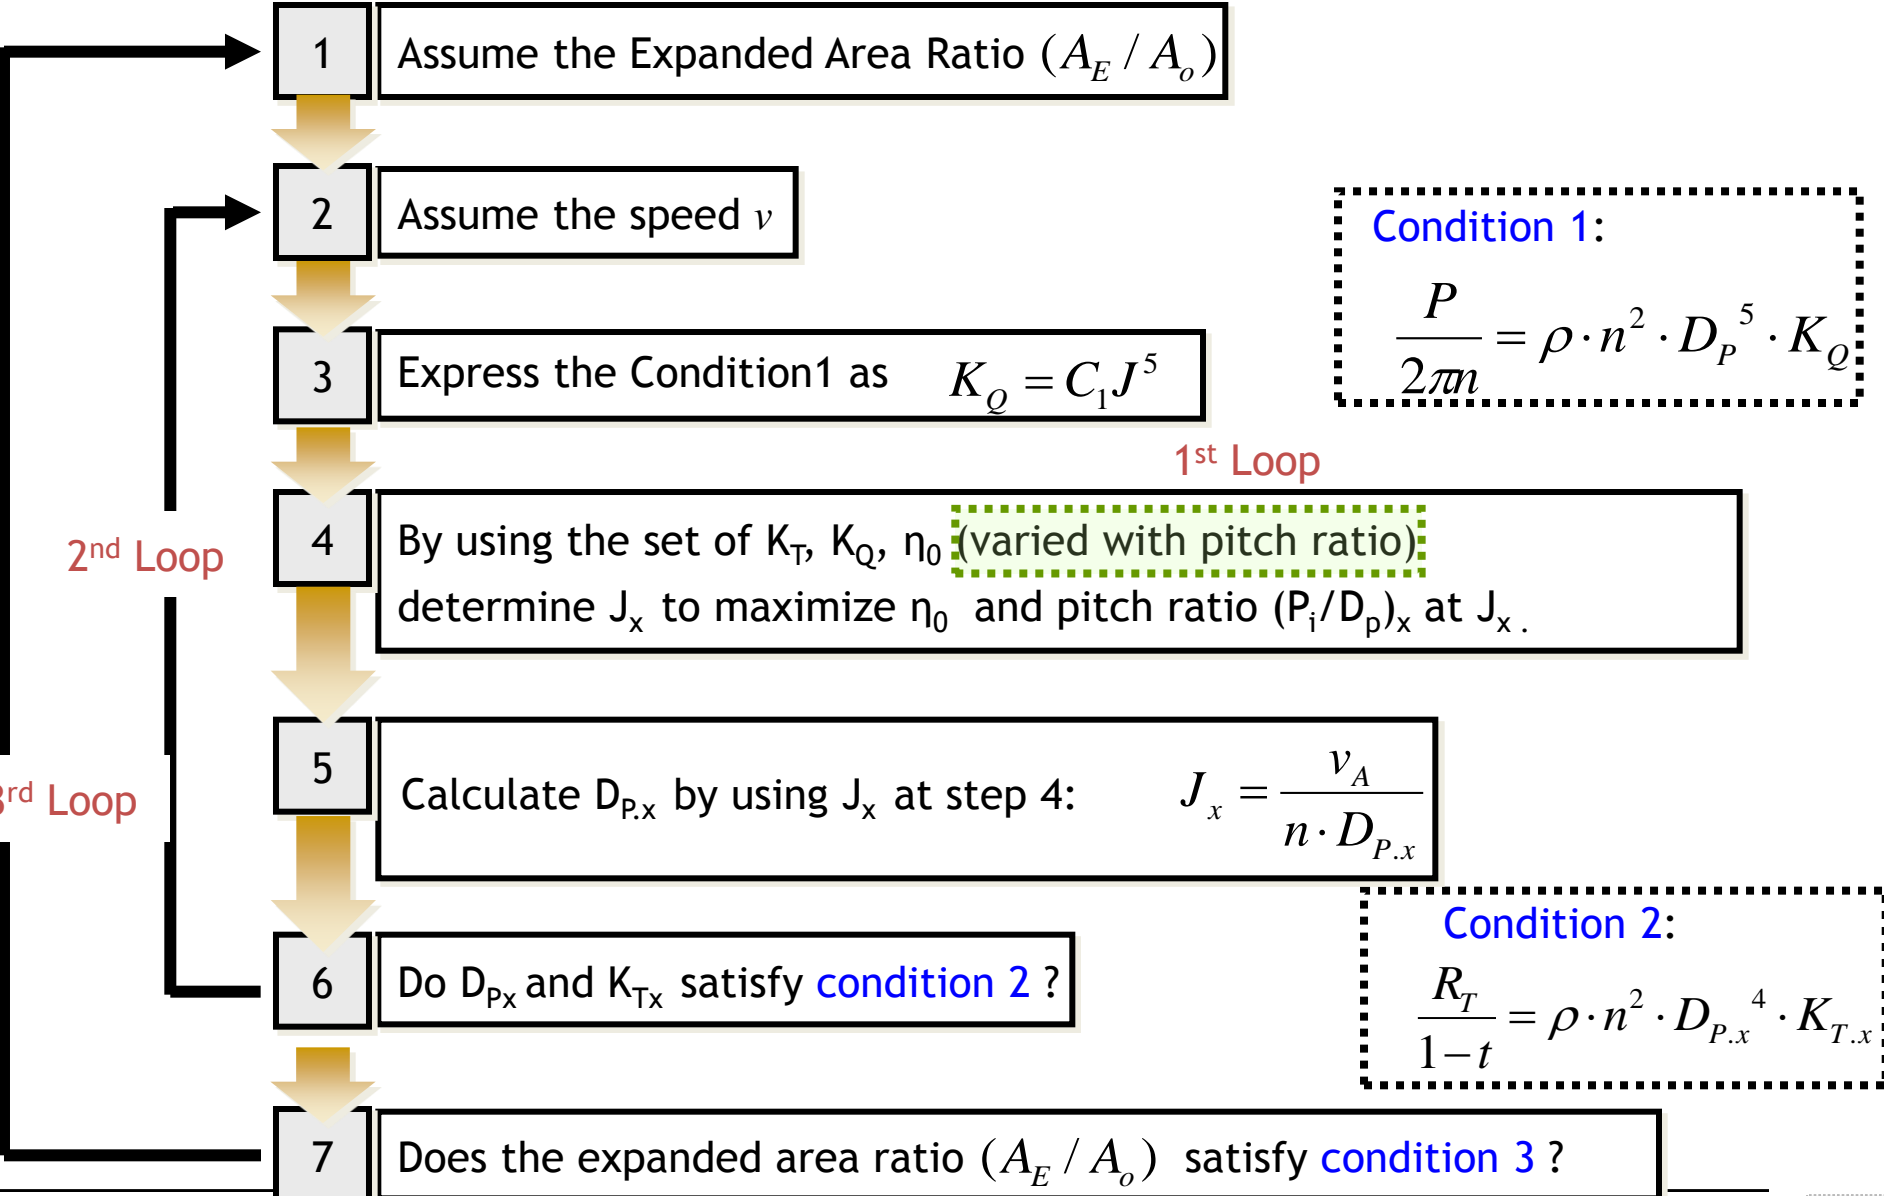 1 Assume the Expanded Area Ratio (A_E / A_o)
2 Assume the speed v
Condition 1:
P/2πn = ρ · n² · D_P⁵ · K_Q
3 Express the Condition1 as K_Q = C₁J⁵
1st Loop
4 By using the set of K_T, K_Q, η₀ (varied with pitch ratio)
determine J_x to maximize η₀ and pitch ratio (P_i/D_p)_x at J_x .
2nd Loop
5 Calculate D_P.x by using J_x at step 4: J_x = v_A / (n · D_P.x)
rd Loop
Condition 2:
6 Do D_Px and K_Tx satisfy condition 2 ?
R_T/(1−t) = ρ · n² · D_P.x⁴ · K_T.x
7 Does the expanded area ratio (A_E / A_o) satisfy condition 3 ?